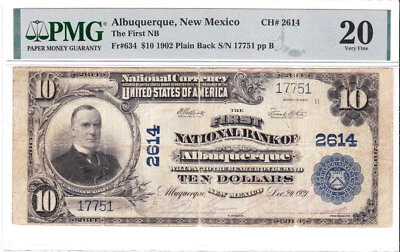 PMG
PAPER MONEY GUARANTY
Albuquerque, New Mexico CH# 2614
The First NB
Fr#634 $10 1902 Plain Back S/N 17751 pp B
20
Very Fine
National Currency
UNITED STATES OF AMERICA
10
10
17751
THE
FIRST
NATIONAL BANK OF
Albuquerque
2614
2614
TEN DOLLARS
10
17751
Albuquerque,
NEW MEXICO